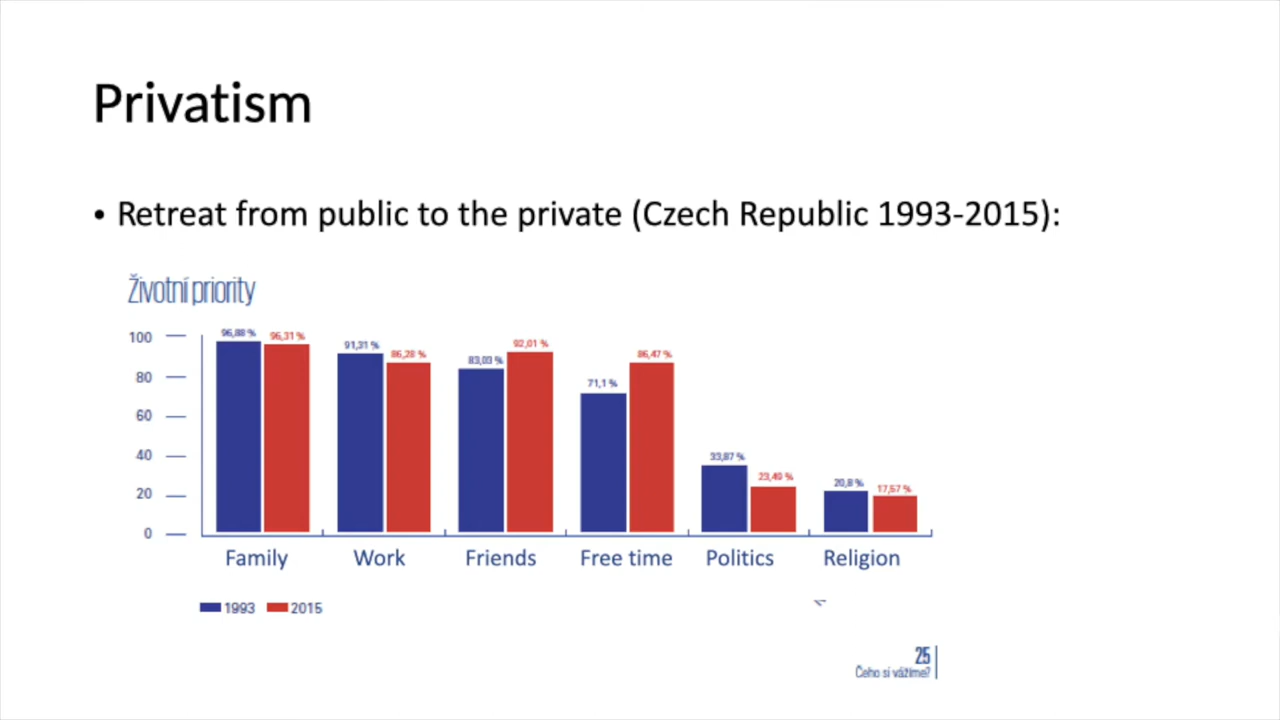 Privatism
• Retreat from public to the private (Czech Republic 1993-2015):
Životní priority
100
80
60
40
20
0
96,88 % 96,31 %
91,31 % 86,28 %
83,03 % 92,01 %
71,1 % 86,47 %
33,87 % 23,49 %
20,8 % 17,57 %
Family Work Friends Free time Politics Religion
1993 2015
25
Čeho si vážíme?